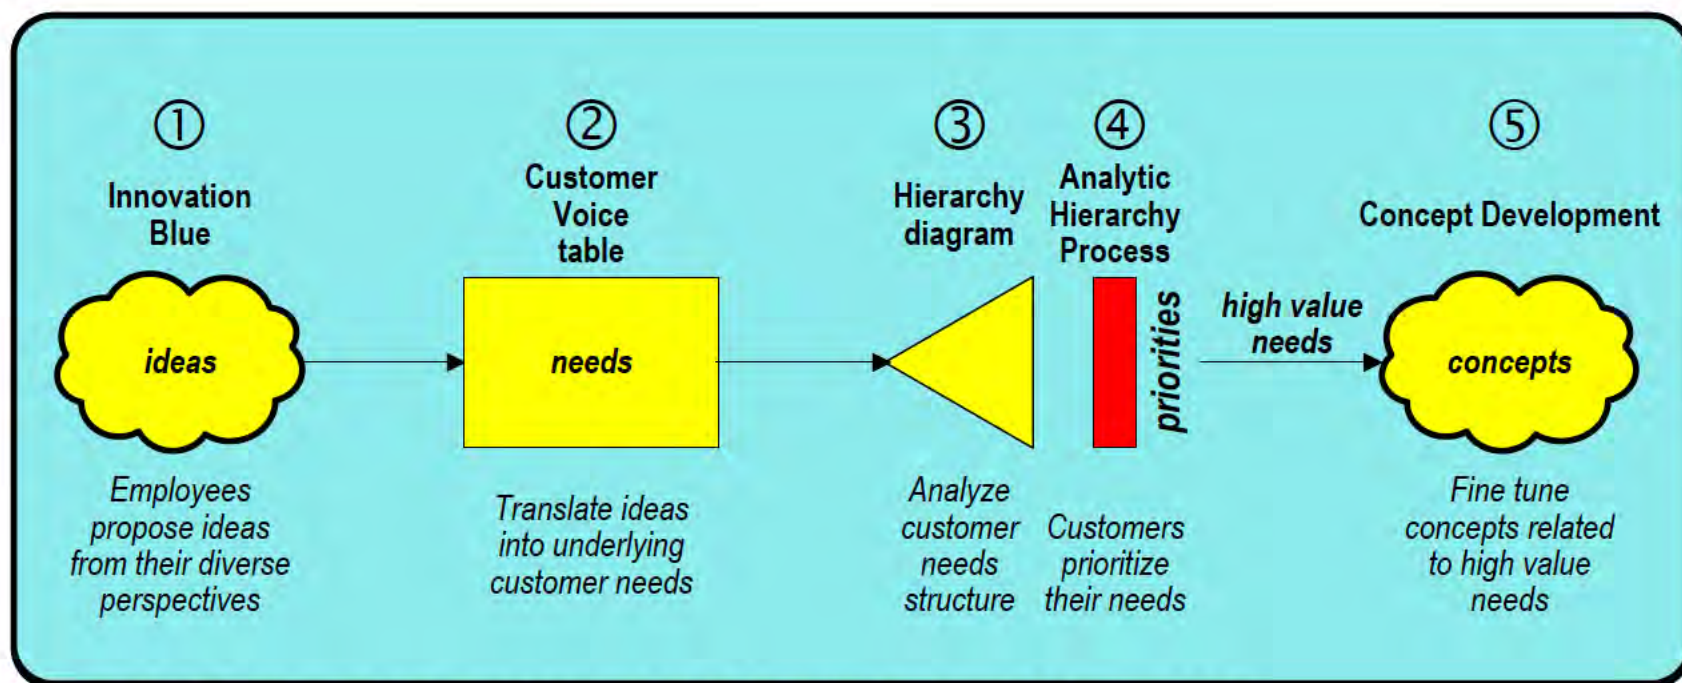 ①
Innovation
Blue
ideas
Employees
propose ideas
from their diverse
perspectives
②
Customer
Voice
table
needs
Translate ideas
into underlying
customer needs
③
Hierarchy
diagram
Analyze
customer
needs
structure
④
Analytic
Hierarchy
Process
priorities
Customers
prioritize
their needs
high value
needs
⑤
Concept Development
concepts
Fine tune
concepts related
to high value
needs